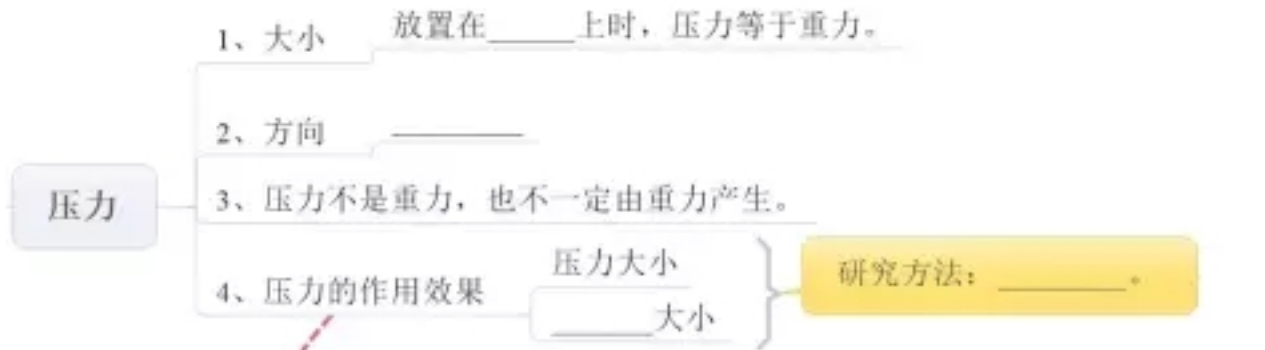 1、大小
放置在______上时，压力等于重力。
2、方向
_________
3、压力不是重力，也不一定由重力产生。
压力
4、压力的作用效果
压力大小
_______大小
研究方法：_________。